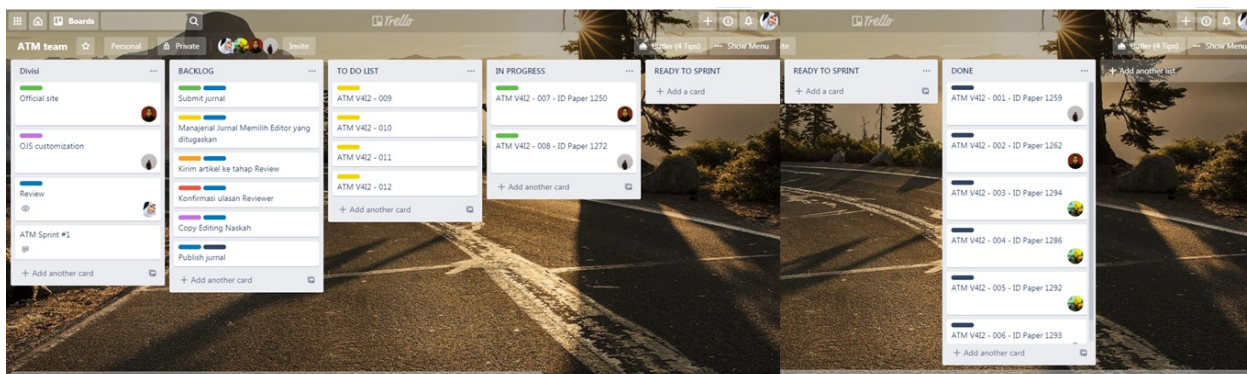 Boards
Trello
ATM team
Personal
Private
Invite
Butler (4 Tips)
Show Menu
Divisi
Official site
OJS customization
Review
ATM Sprint #1
+ Add another card
BACKLOG
Submit jurnal
Manajerial Jurnal Memilih Editor yang
ditugaskan
Kirim artikel ke tahap Review
Konfirmasi ulasan Reviewer
Copy Editing Naskah
Publish jurnal
+ Add another card
TO DO LIST
ATM V4I2 - 009
ATM V4I2 - 010
ATM V4I2 - 011
ATM V4I2 - 012
+ Add another card
IN PROGRESS
ATM V4I2 - 007 - ID Paper 1250
ATM V4I2 - 008 - ID Paper 1272
+ Add another card
READY TO SPRINT
+ Add a card
Trello
ite
Butler (4 Tips)
Show Menu
READY TO SPRINT
+ Add a card
DONE
ATM V4I2 - 001 - ID Paper 1259
ATM V4I2 - 002 - ID Paper 1262
ATM V4I2 - 003 - ID Paper 1294
ATM V4I2 - 004 - ID Paper 1286
ATM V4I2 - 005 - ID Paper 1292
ATM V4I2 - 006 - ID Paper 1293
+ Add another card
+ Add another list